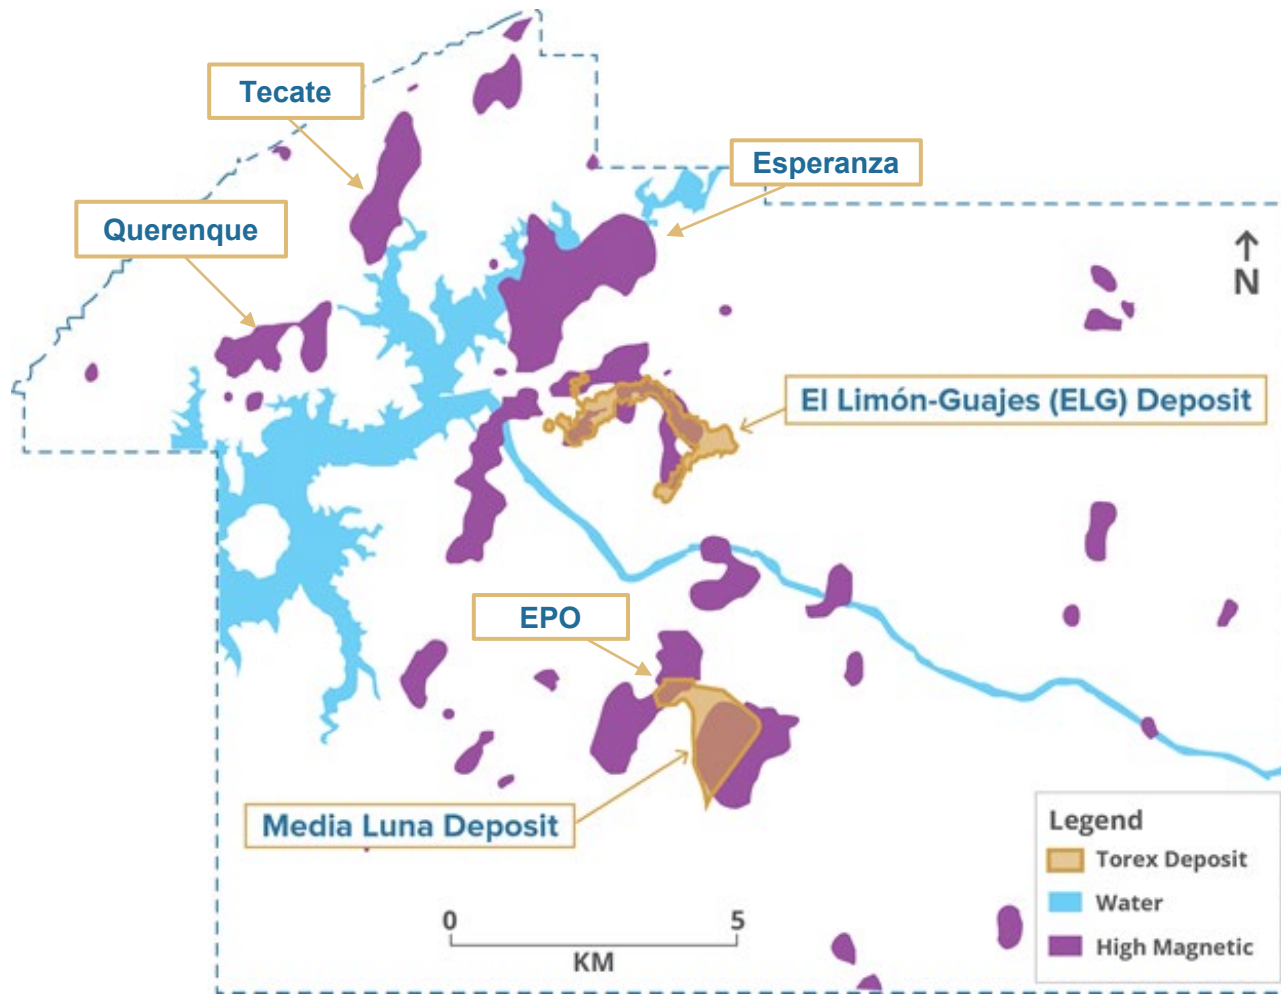 Tecate
Esperanza
Querenque
↑
N
El Limón-Guajes (ELG) Deposit
EPO
Media Luna Deposit
0 5
KM
Legend
Torex Deposit
Water
High Magnetic